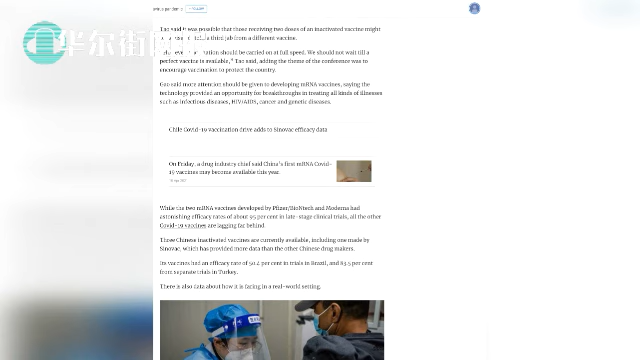 virus pandemic + FOLLOW
华尔街
Tao said it was possible that those receiving two doses of an inactivated vaccine might
third jab from a different vaccine.
nation should be carried on at full speed. We should not wait till a
perfect vaccine is available," Tao said, adding the theme of the conference was to
encourage vaccination to protect the country.
Gao said more attention should be given to developing mRNA vaccines, saying the
technology provided an opportunity for breakthroughs in treating all kinds of illnesses
such as infectious diseases, HIV/AIDS, cancer and genetic diseases.
Chile Covid-19 vaccination drive adds to Sinovac efficacy data
On Friday, a drug industry chief said China's first mRNA Covid-
19 vaccines may become available this year.
While the two mRNA vaccines developed by Pfizer/BioNtech and Moderna had
astonishing efficacy rates of about 95 per cent in late-stage clinical trials, all the other
Covid-19 vaccines are lagging far behind.
Three Chinese inactivated vaccines are currently available, including one made by
Sinovac, which has provided more data than the other Chinese drug makers.
Its vaccines had an efficacy rate of 50.4 per cent in trials in Brazil, and 83.5 per cent
from separate trials in Turkey.
There is also data about how it is faring in a real-world setting.